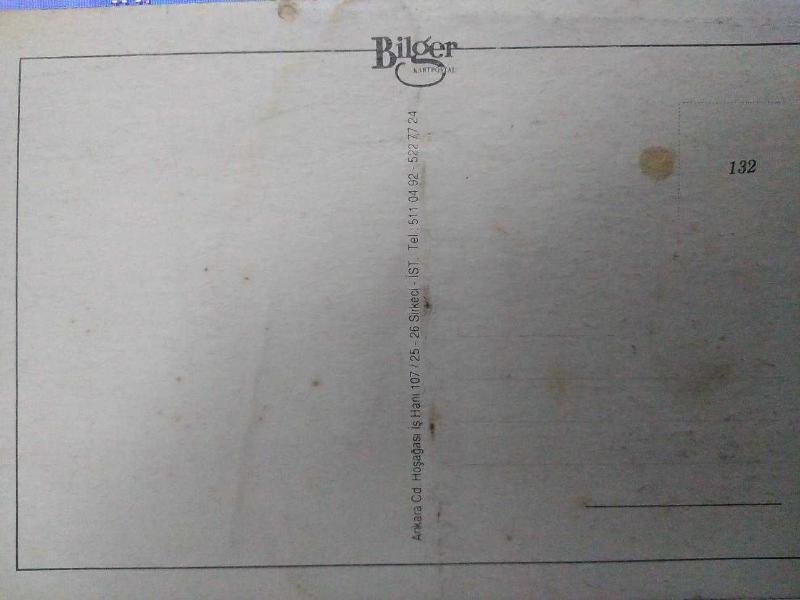 Bilger
KARTPOSTAL
132
Ankara Cd. Hoşağası İş Hanı 107 / 25 - 26 Sirkeci - İST. Tel.: 511 04 92 - 522 77 24